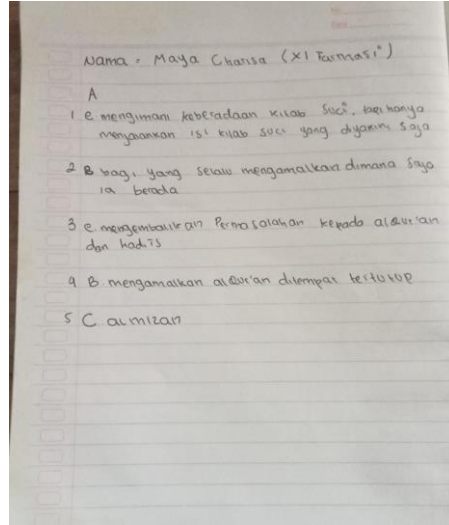 Nama : Maya Charisa (XI Farmasi)
A
1 e mengimani keberadaan kitab suci, tapi hanya
menjalankan isi kitab suci yang diyakini saja
2 B bagi yang selalu mengamalkan dimana saja
ia berada
3 e. mengembalikan Permasalahan kepada alQur'an
dan hadis
4 B. mengamalkan alQur'an ditempat tertutup
5 C almizan